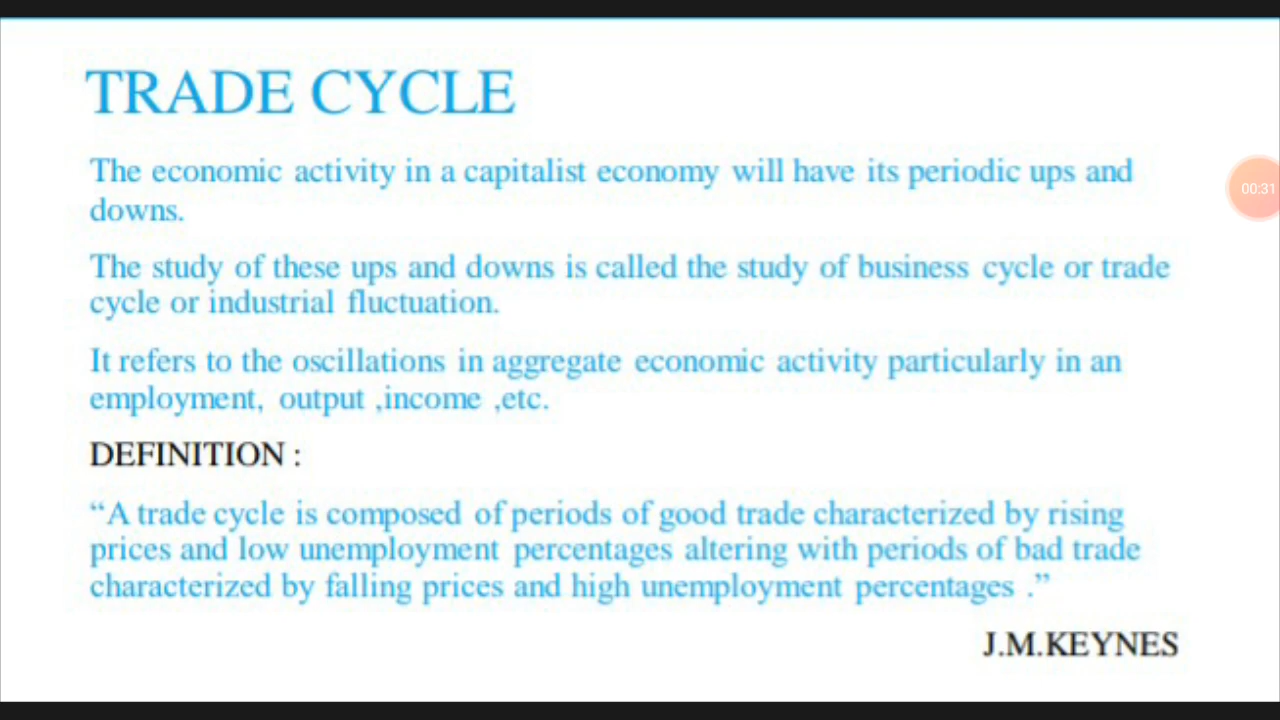 TRADE CYCLE
The economic activity in a capitalist economy will have its periodic ups and
downs.
00:31
The study of these ups and downs is called the study of business cycle or trade
cycle or industrial fluctuation.
It refers to the oscillations in aggregate economic activity particularly in an
employment, output ,income ,etc.
DEFINITION :
“A trade cycle is composed of periods of good trade characterized by rising
prices and low unemployment percentages altering with periods of bad trade
characterized by falling prices and high unemployment percentages .”
J.M.KEYNES